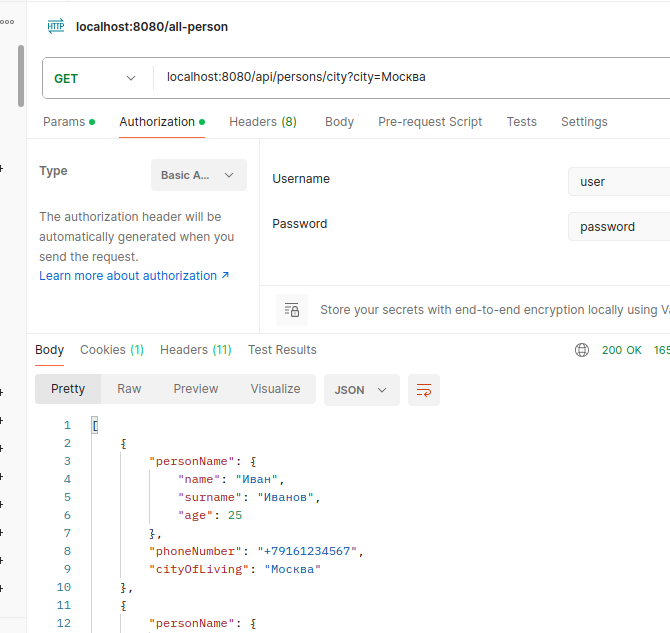 HTTP localhost:8080/all-person
GET localhost:8080/api/persons/city?city=Москва
Params Authorization Headers (8) Body Pre-request Script Tests Settings
Type Basic A...
The authorization header will be
automatically generated when you
send the request.
Learn more about authorization ↗
Username user
Password password
Store your secrets with end-to-end encryption locally using
Body Cookies (1) Headers (11) Test Results 200 OK 165
Pretty Raw Preview Visualize JSON
1 [
2 {
3 "personName": {
4 "name": "Иван",
5 "surname": "Иванов",
6 "age": 25
7 },
8 "phoneNumber": "+79161234567",
9 "cityOfLiving": "Москва"
10 },
11 {
12 "personName": {